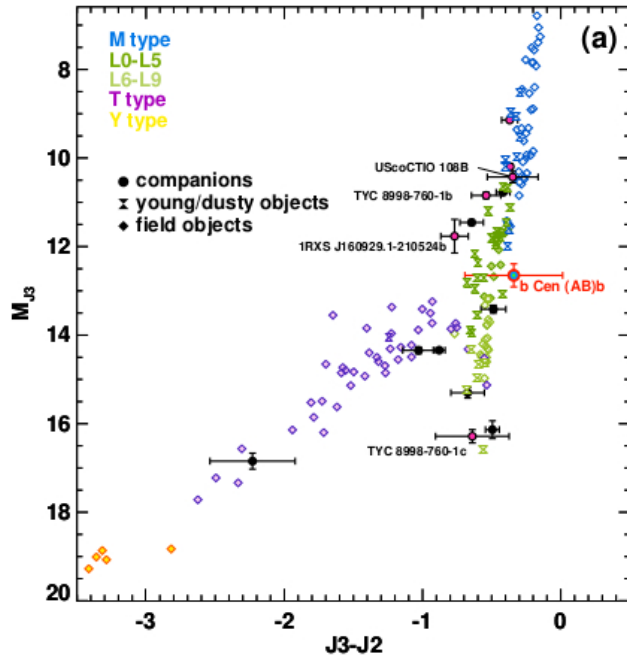 (a)
M type
L0-L5
L6-L9
T type
Y type
companions
young/dusty objects
field objects
UScoCTIO 108B
TYC 8998-760-1b
1RXS J160929.1-210524b
b Cen (AB)b
TYC 8998-760-1c
8
10
12
14
16
18
20
M_J3
-3
-2
-1
0
J3-J2